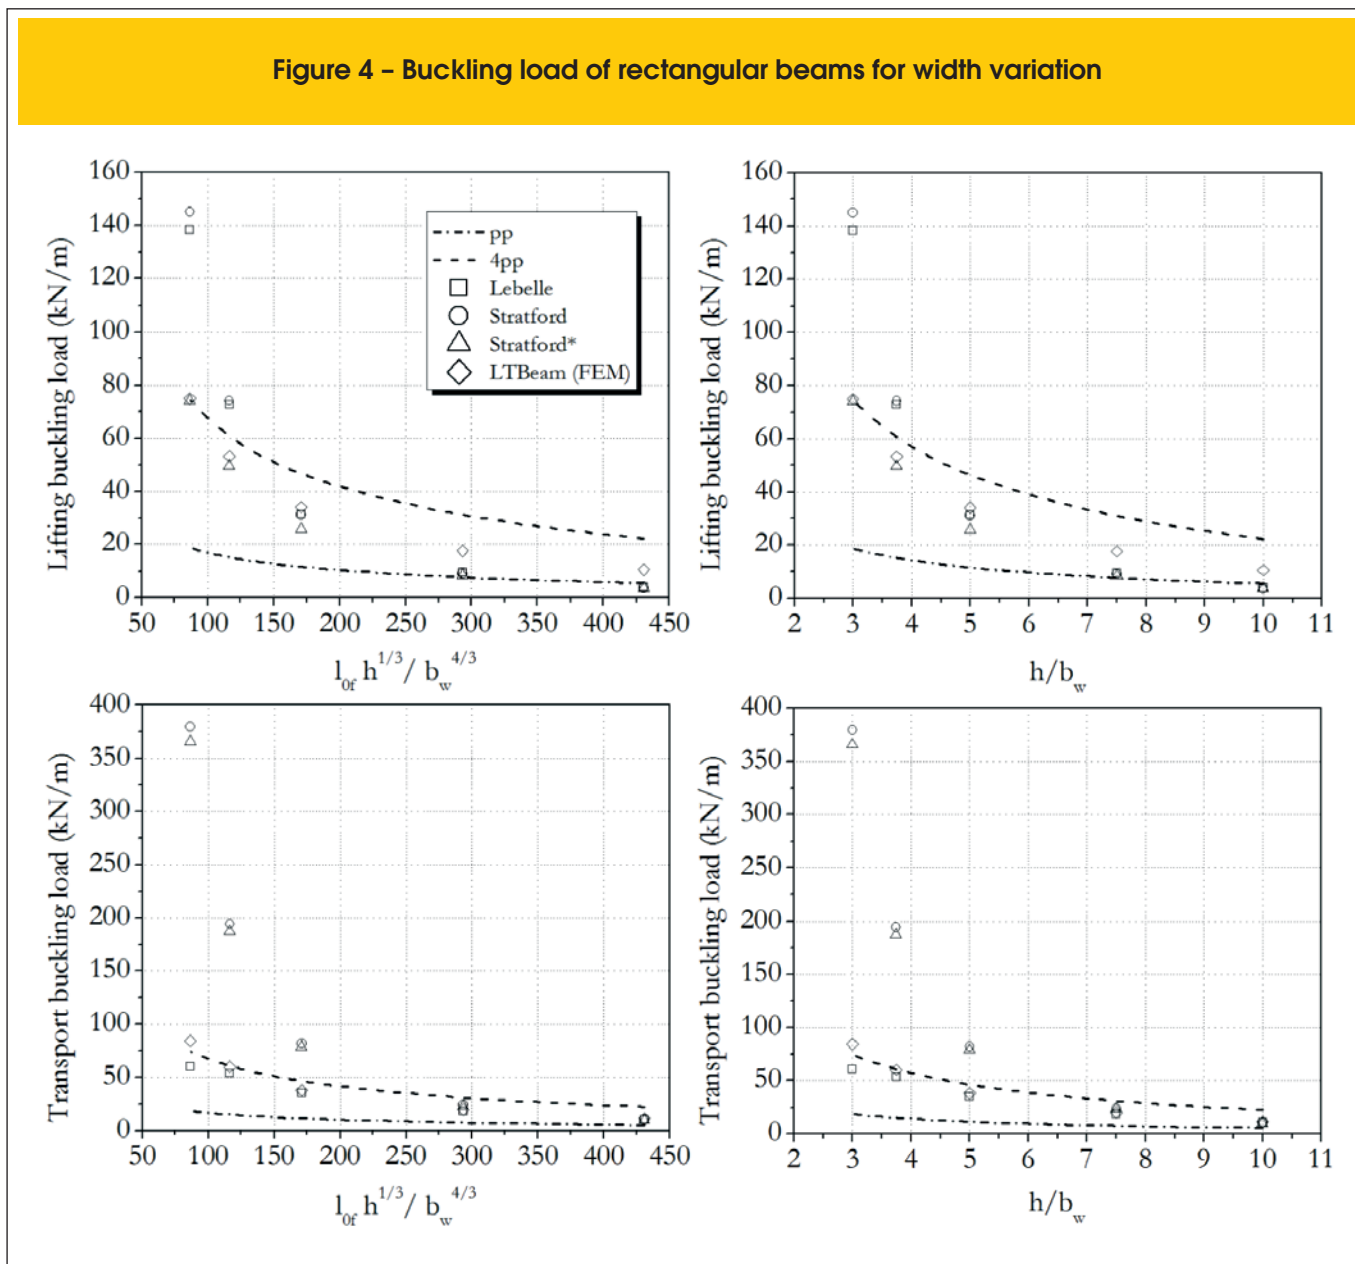 Figure 4 – Buckling load of rectangular beams for width variation
160
140
120
100
80
60
40
20
0
50 100 150 200 250 300 350 400 450
Lifting buckling load (kN/m)
l0f h^1/3 / bw^4/3
pp
4pp
Lebelle
Stratford
Stratford*
LTBeam (FEM)
160
140
120
100
80
60
40
20
0
2 3 4 5 6 7 8 9 10 11
Lifting buckling load (kN/m)
h/bw
400
350
300
250
200
150
100
50
0
50 100 150 200 250 300 350 400 450
Transport buckling load (kN/m)
l0f h^1/3 / bw^4/3
400
350
300
250
200
150
100
50
0
2 3 4 5 6 7 8 9 10 11
Transport buckling load (kN/m)
h/bw